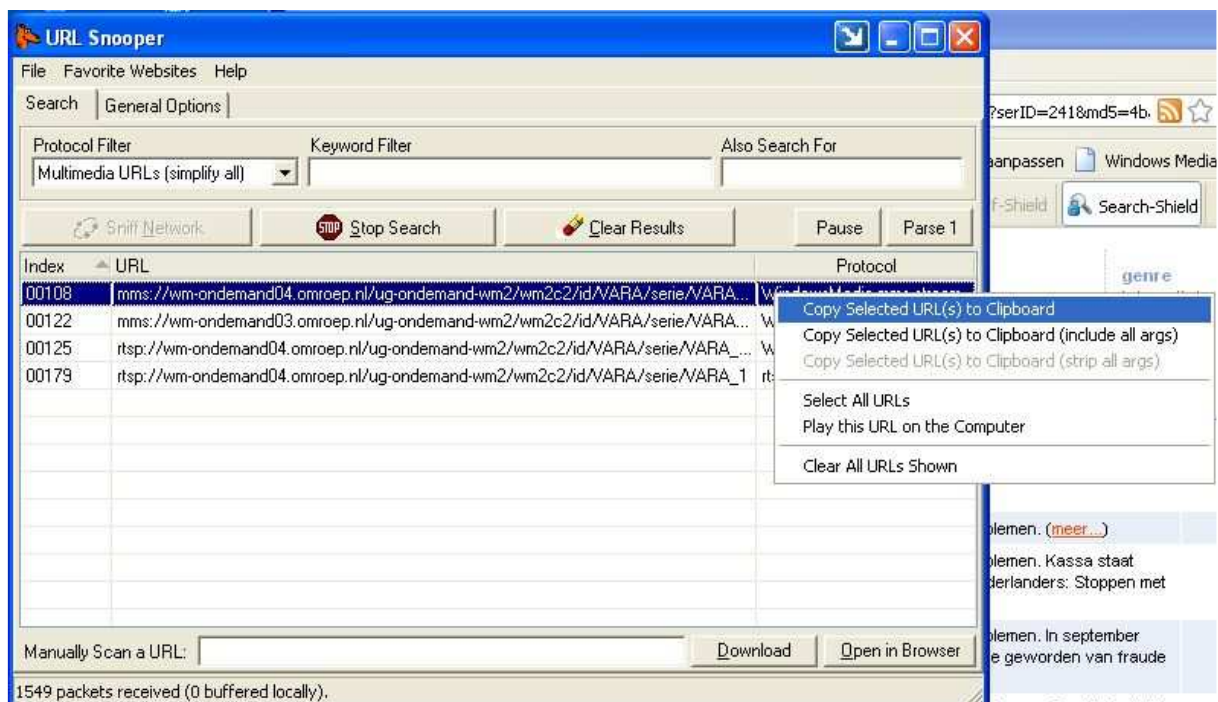 URL Snooper
File Favorite Websites Help
Search General Options
Protocol Filter Keyword Filter Also Search For
Multimedia URLs (simplify all)
Sniff Network Stop Search Clear Results Pause Parse 1
Index URL Protocol
00108 mms://wm-ondemand04.omroep.nl/ug-ondemand-wm2/wm2c2/id/VARA/serie/VARA...
00122 mms://wm-ondemand03.omroep.nl/ug-ondemand-wm2/wm2c2/id/VARA/serie/VARA... W
00125 rtsp://wm-ondemand04.omroep.nl/ug-ondemand-wm2/wm2c2/id/VARA/serie/VARA_... W
00179 rtsp://wm-ondemand04.omroep.nl/ug-ondemand-wm2/wm2c2/id/VARA/serie/VARA_1
Copy Selected URL(s) to Clipboard
Copy Selected URL(s) to Clipboard (include all args)
Copy Selected URL(s) to Clipboard (strip all args)
Select All URLs
Play this URL on the Computer
Clear All URLs Shown
Manually Scan a URL: Download Open in Browser
1549 packets received (0 buffered locally).
?serID=241&md5=4b.
aanpassen Windows Media
f-Shield Search-Shield
genre
blemen. (meer...)
blemen. Kassa staat
derlanders: Stoppen met
blemen. In september
e geworden van fraude